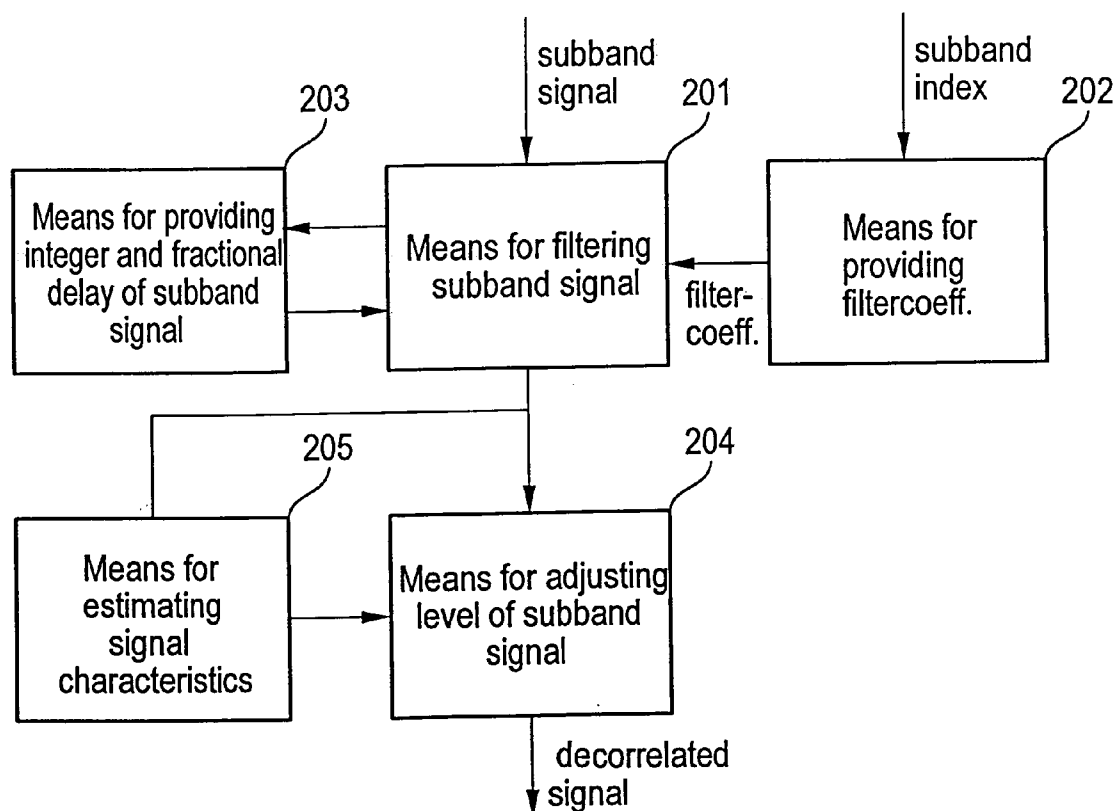 subband
signal
subband
index
203
201
202
Means for providing
integer and fractional
delay of subband
signal
Means for filtering
subband signal
filter-
coeff.
Means for
providing
filtercoeff.
205
204
Means for
estimating
signal
characteristics
Means for adjusting
level of subband
signal
decorrelated
signal